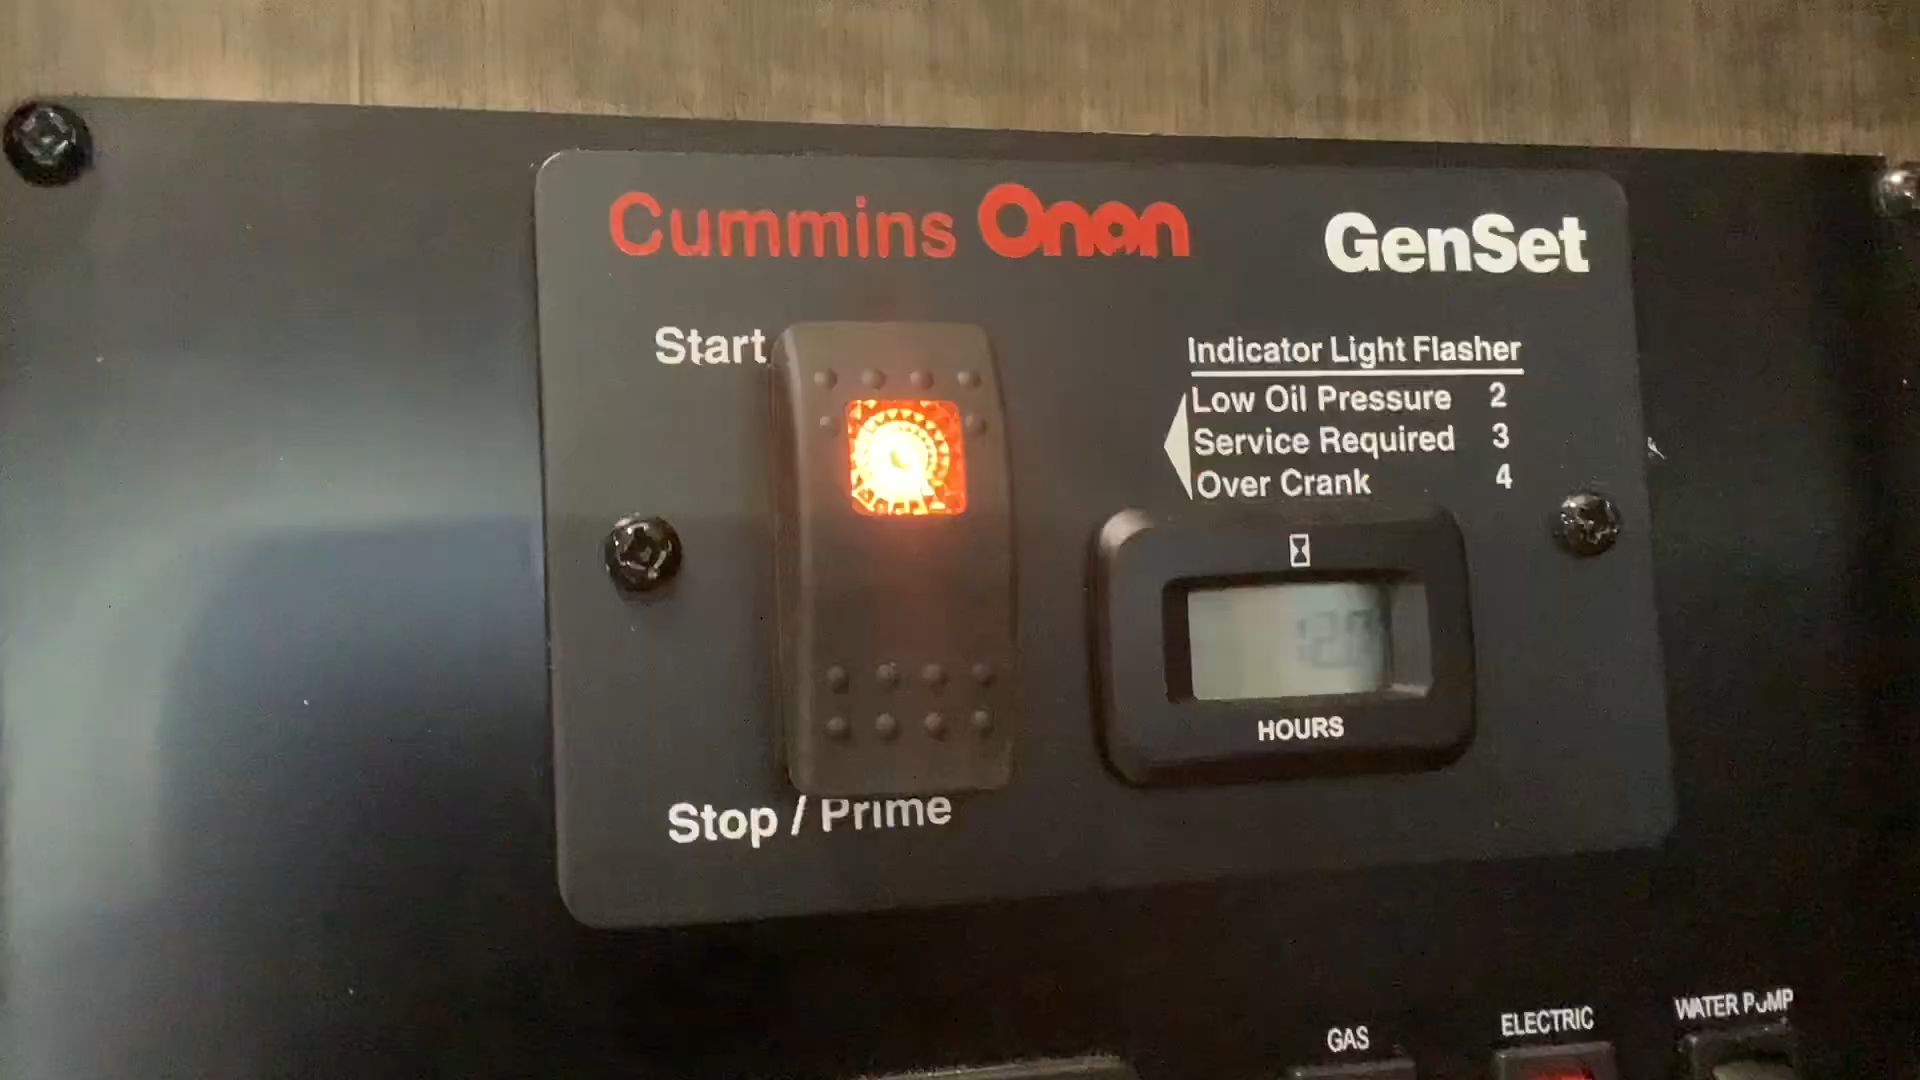 Cummins Onan GenSet
Start
Indicator Light Flasher
Low Oil Pressure 2
Service Required 3
Over Crank 4
HOURS
Stop / Prime
GAS
ELECTRIC
WATER PUMP